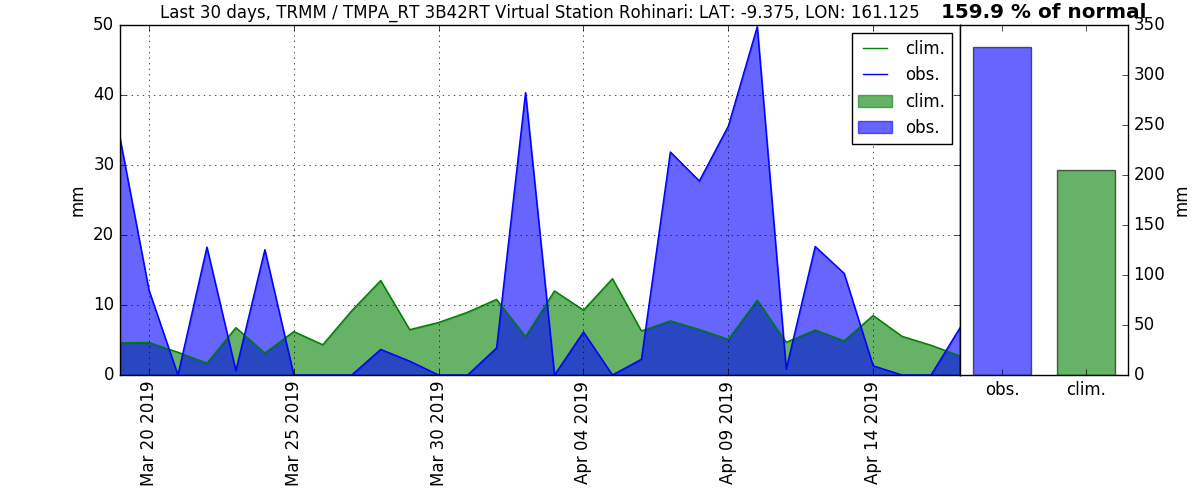 Last 30 days, TRMM / TMPA_RT 3B42RT Virtual Station Rohinari: LAT: -9.375, LON: 161.125
159.9 % of normal
50
40
30
20
10
0
mm
clim.
obs.
clim.
obs.
350
300
250
200
150
100
50
0
mm
Mar 20 2019
Mar 25 2019
Mar 30 2019
Apr 04 2019
Apr 09 2019
Apr 14 2019
obs.
clim.